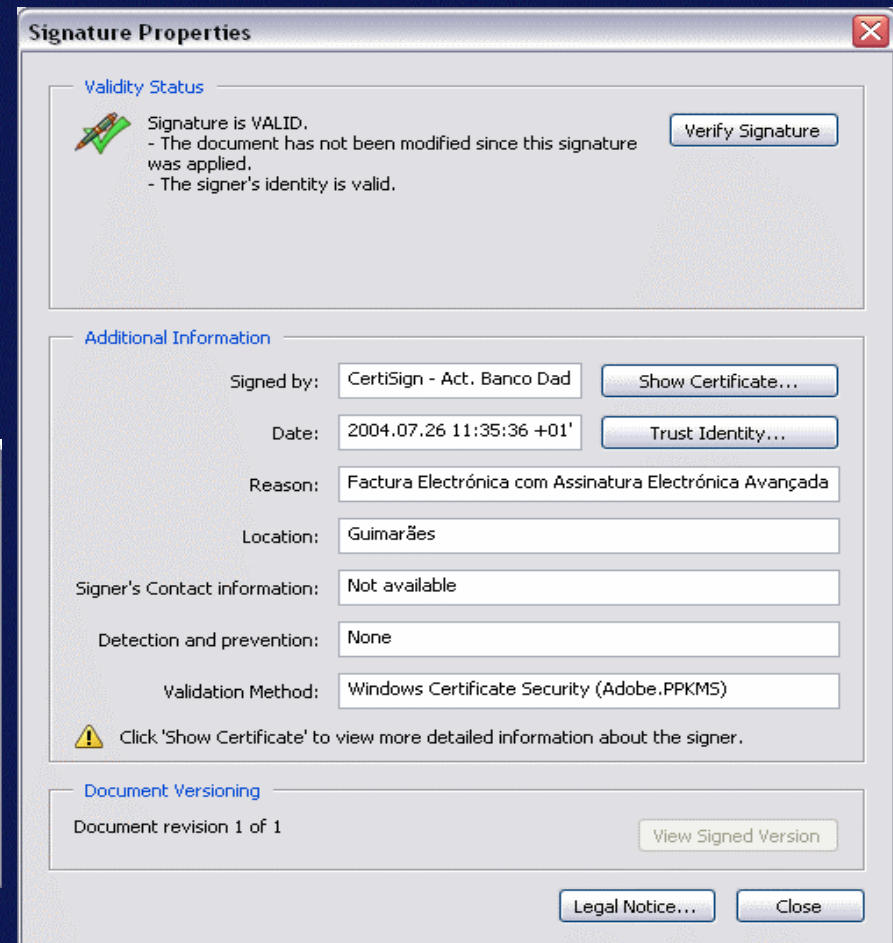 Signature Properties
Validity Status
Signature is VALID.
- The document has not been modified since this signature
was applied.
- The signer's identity is valid.
Verify Signature
Additional Information
Signed by: CertiSign - Act. Banco Dad Show Certificate...
Date: 2004.07.26 11:35:36 +01' Trust Identity...
Reason: Factura Electrónica com Assinatura Electrónica Avançada
Location: Guimarães
Signer's Contact information: Not available
Detection and prevention: None
Validation Method: Windows Certificate Security (Adobe.PPKMS)
Click 'Show Certificate' to view more detailed information about the signer.
Document Versioning
Document revision 1 of 1
View Signed Version
Legal Notice... Close